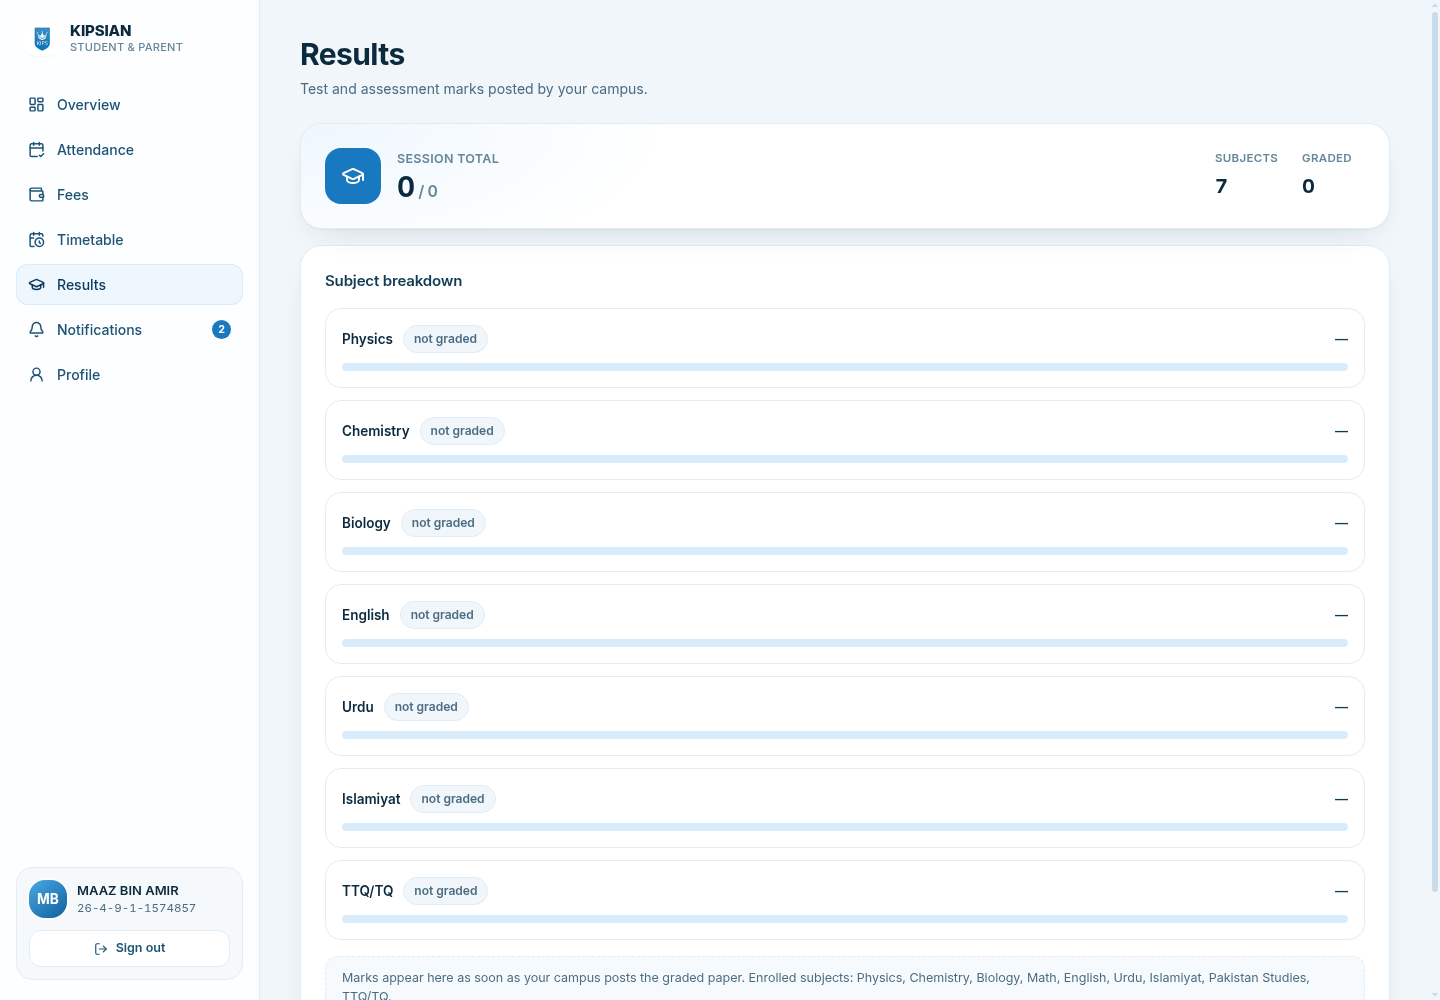 KIPSIAN
STUDENT & PARENT
Overview
Attendance
Fees
Timetable
Results
Notifications 2
Profile
MB
MAAZ BIN AMIR
26-4-9-1-1574857
Sign out
Results
Test and assessment marks posted by your campus.
SESSION TOTAL
0 / 0
SUBJECTS
7
GRADED
0
Subject breakdown
Physics not graded —
Chemistry not graded —
Biology not graded —
English not graded —
Urdu not graded —
Islamiyat not graded —
TTQ/TQ not graded —
Marks appear here as soon as your campus posts the graded paper. Enrolled subjects: Physics, Chemistry, Biology, Math, English, Urdu, Islamiyat, Pakistan Studies,
TTQ/TQ.